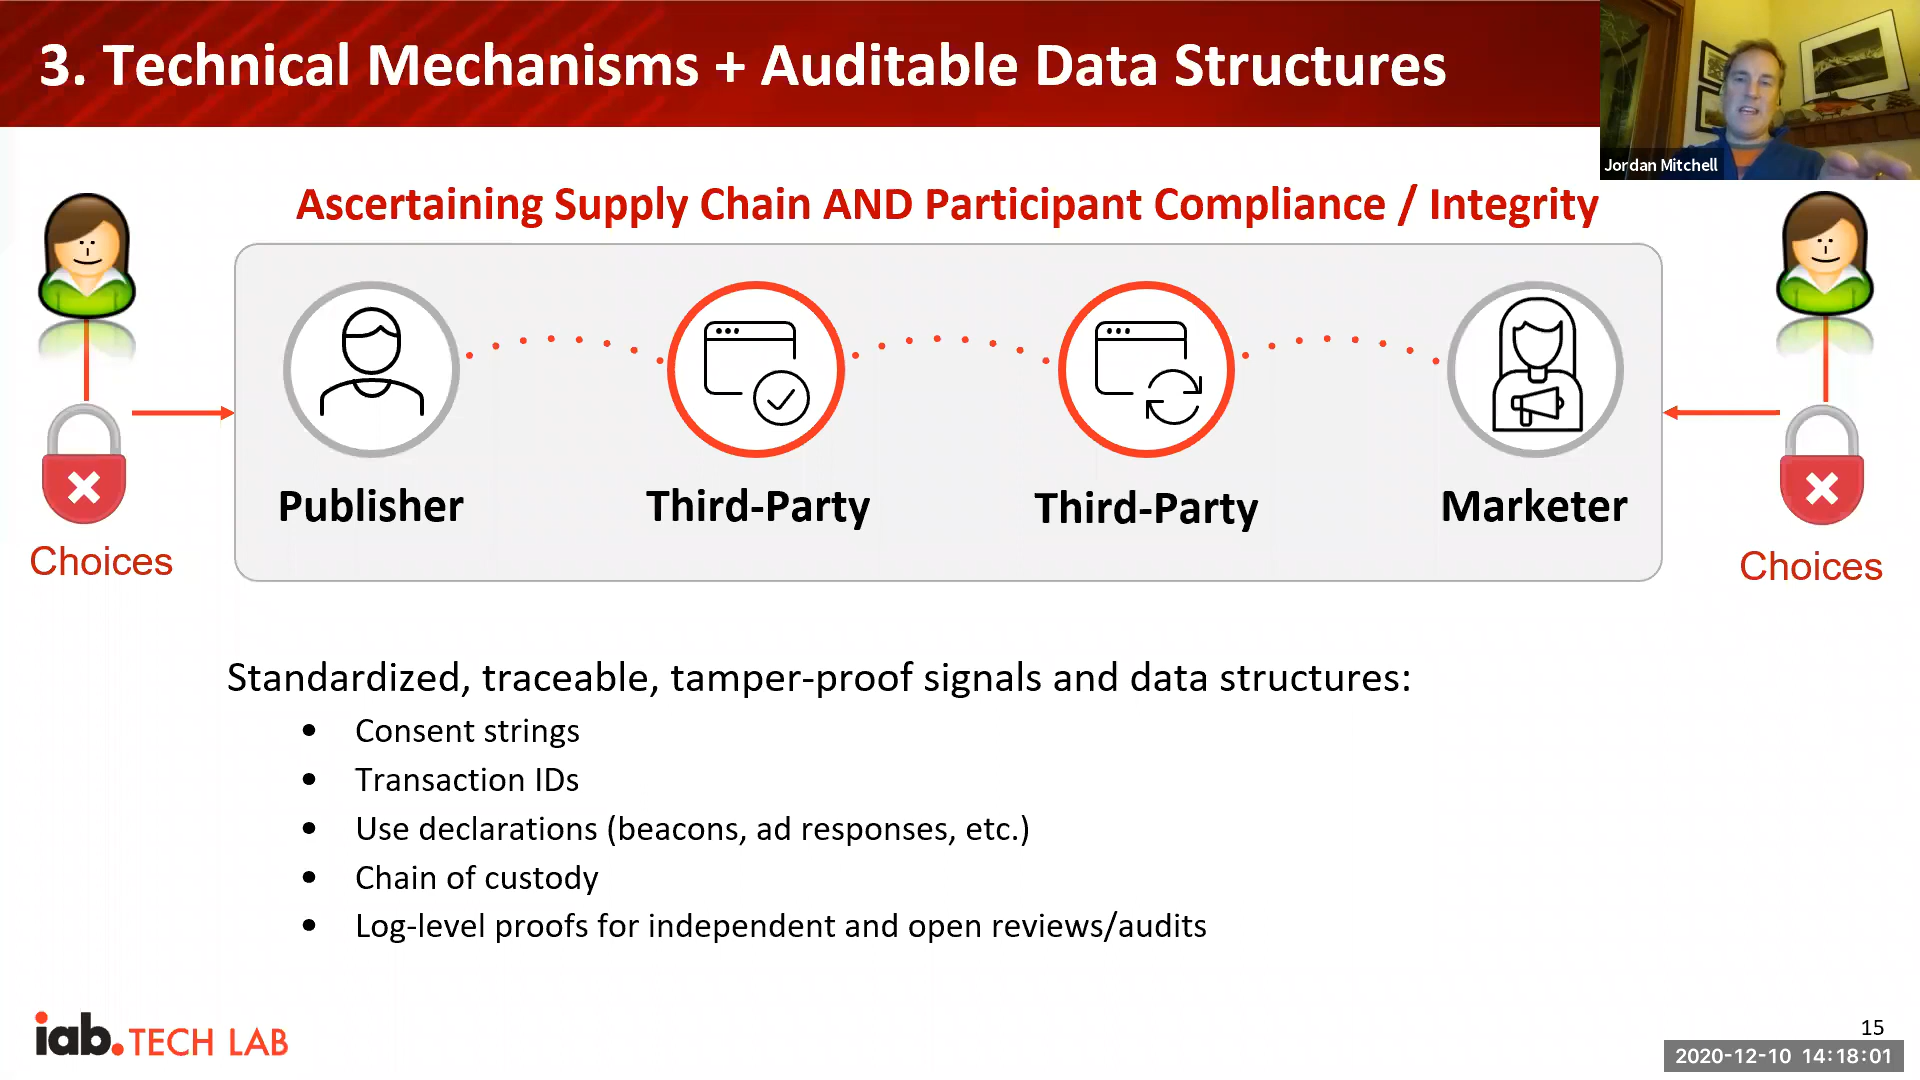 3. Technical Mechanisms + Auditable Data Structures
Jordan Mitchell
Ascertaining Supply Chain AND Participant Compliance / Integrity
Publisher
Third-Party
Third-Party
Marketer
Choices
Choices
Standardized, traceable, tamper-proof signals and data structures:
• Consent strings
• Transaction IDs
• Use declarations (beacons, ad responses, etc.)
• Chain of custody
• Log-level proofs for independent and open reviews/audits
iab.TECH LAB
15
2020-12-10 14:18:01